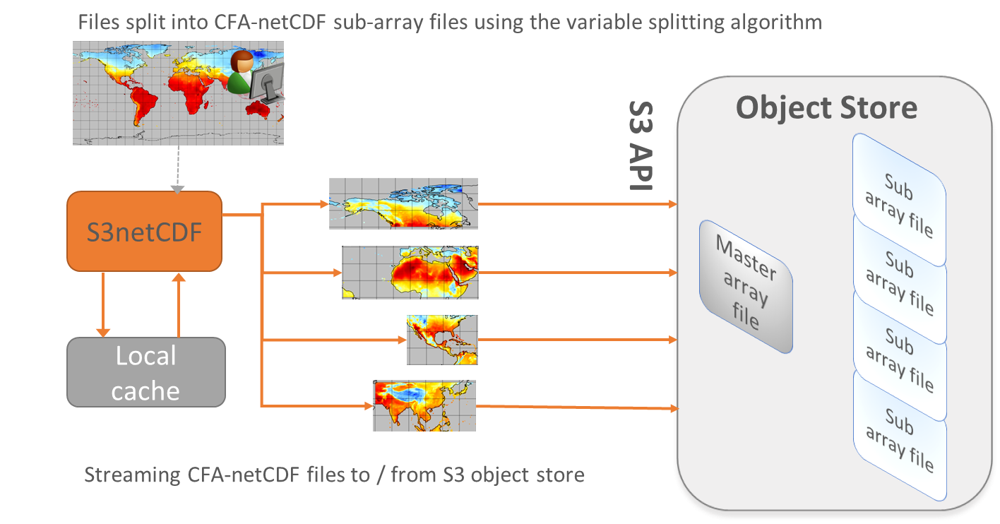 Files split into CFA-netCDF sub-array files using the variable splitting algorithm
S3netCDF
Local
cache
S3 API
Object Store
Master
array
file
Sub
array file
Sub
array file
Sub
array file
Sub
array file
Streaming CFA-netCDF files to / from S3 object store